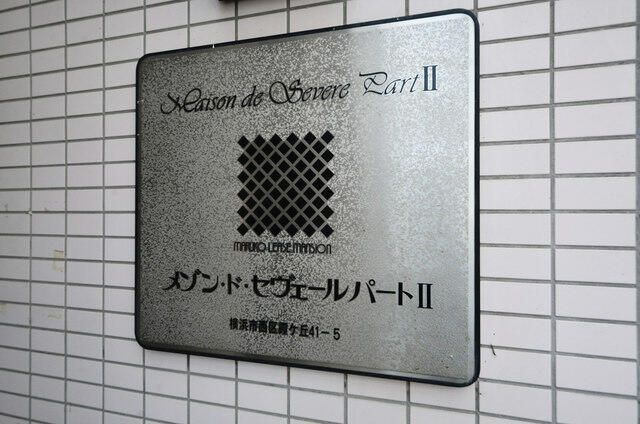 Maison de Severe Part II
MARUKO LEASE MANSION
メゾン・ド・セヴェールパートII
横浜市西区霞ケ丘41-5